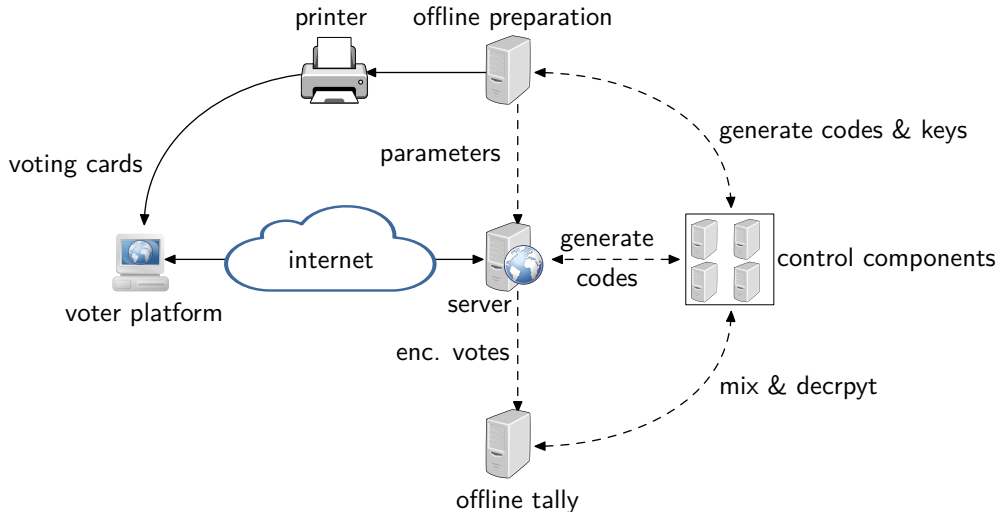 printer
offline preparation
generate codes & keys
parameters
voting cards
internet
generate
codes
control components
server
voter platform
enc. votes
mix & decrpyt
offline tally